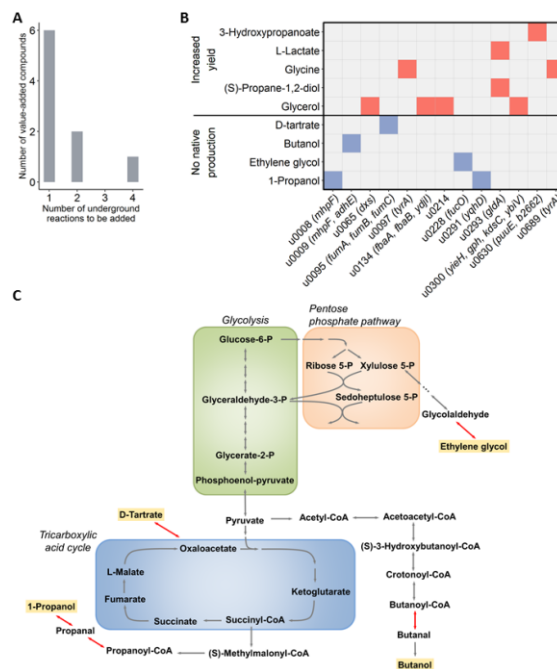 A
Number of value-added compounds
6
4
2
0
1
2
3
4
Number of underground
reactions to be added
B
Increased
yield
No native
production
3-Hydroxypropanoate
L-Lactate
Glycine
(S)-Propane-1,2-diol
Glycerol
D-tartrate
Butanol
Ethylene glycol
1-Propanol
u0008 (mhpF)
u0009 (mhpF, adhE)
u0065 (dxs)
u0095 (fumA, fumB, fumC)
u0097 (tyrA)
u0134 (fbaA, fbaB, ydjI)
u0214
u0228 (fucO)
u0291 (yqhD)
u0293 (gldA)
u0300 (yieH, gph, kdsC, ybiV)
u0630 (puuE, b2662)
u0689 (tyrA)
C
Glycolysis
Pentose
phosphate pathway
Glucose-6-P
Ribose 5-P
Xylulose 5-P
Glyceraldehyde-3-P
Sedoheptulose 5-P
Glycolaldehyde
Ethylene glycol
Glycerate-2-P
Phosphoenol-pyruvate
D-Tartrate
Pyruvate
Acetyl-CoA
Acetoacetyl-CoA
Tricarboxylic
acid cycle
Oxaloacetate
(S)-3-Hydroxybutanoyl-CoA
L-Malate
Crotonoyl-CoA
Fumarate
Ketoglutarate
Butanoyl-CoA
1-Propanol
Succinate
Succinyl-CoA
Propanal
Butanal
Propanoyl-CoA
(S)-Methylmalonyl-CoA
Butanol